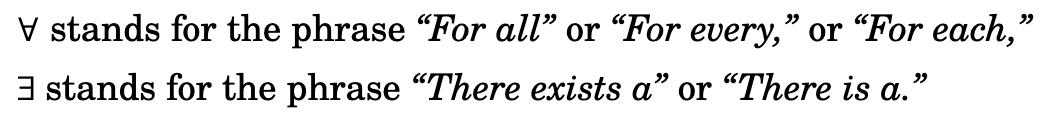 ∀ stands for the phrase “For all” or “For every,” or “For each,”
∃ stands for the phrase “There exists a” or “There is a.”